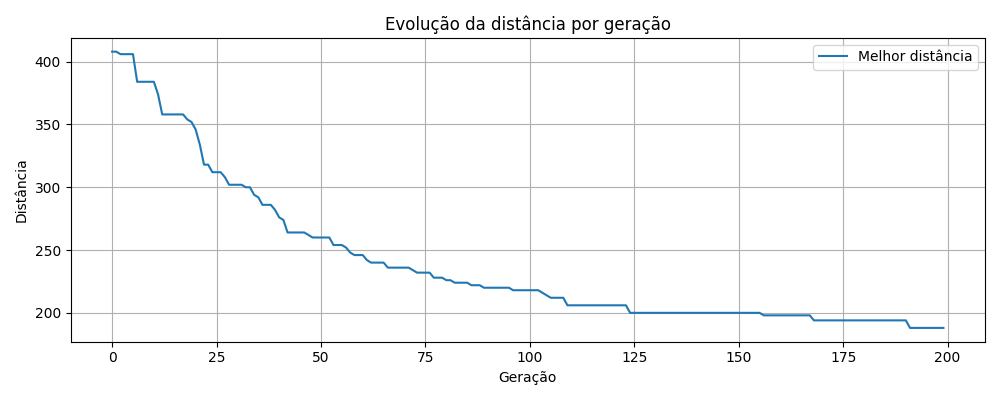 Evolução da distância por geração
Melhor distância
400
350
300
250
200
Distância
0 25 50 75 100 125 150 175 200
Geração